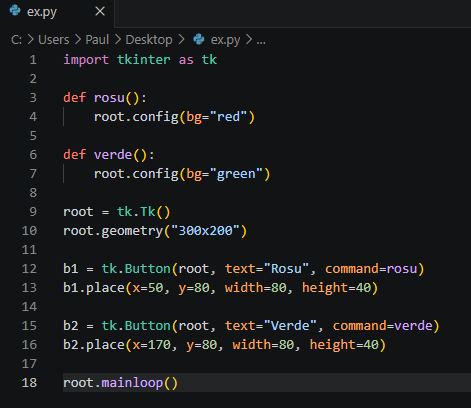 ex.py ×
C: > Users > Paul > Desktop > ex.py > ...
1 import tkinter as tk
2
3 def rosu():
4     root.config(bg="red")
5
6 def verde():
7     root.config(bg="green")
8
9 root = tk.Tk()
10 root.geometry("300x200")
11
12 b1 = tk.Button(root, text="Rosu", command=rosu)
13 b1.place(x=50, y=80, width=80, height=40)
14
15 b2 = tk.Button(root, text="Verde", command=verde)
16 b2.place(x=170, y=80, width=80, height=40)
17
18 root.mainloop()